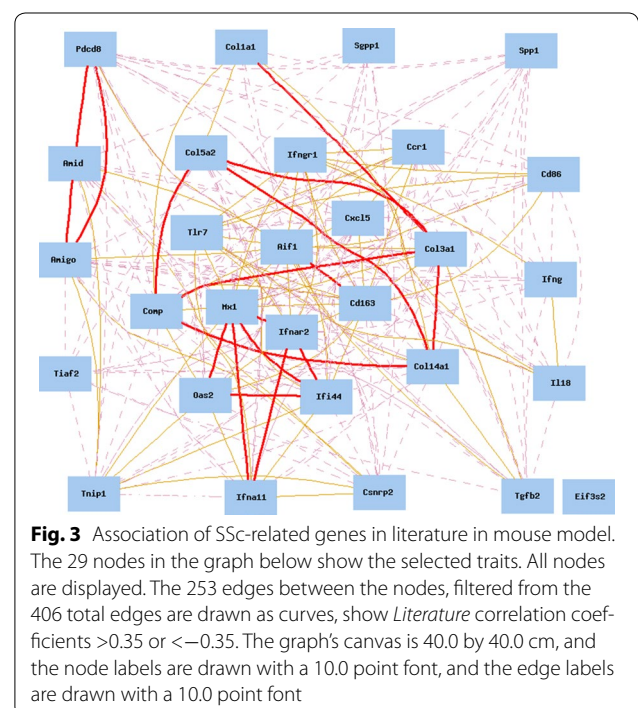 Pdcd8
Col1a1
Sgpp1
Spp1
Amid
Col5a2
Ifngr1
Ccr1
Cd86
Tlr7
Aif1
Cxcl5
Col3a1
Amigo
Ifng
Comp
Mx1
Cd163
Ifnar2
Tiaf2
Col14a1
Il18
Oas2
Ifi44
Tnip1
Ifna11
Csnrp2
Tgfb2
Eif3s2
Fig. 3 Association of SSc-related genes in literature in mouse model.
The 29 nodes in the graph below show the selected traits. All nodes
are displayed. The 253 edges between the nodes, filtered from the
406 total edges are drawn as curves, show Literature correlation coef-
ficients >0.35 or <−0.35. The graph's canvas is 40.0 by 40.0 cm, and
the node labels are drawn with a 10.0 point font, and the edge labels
are drawn with a 10.0 point font